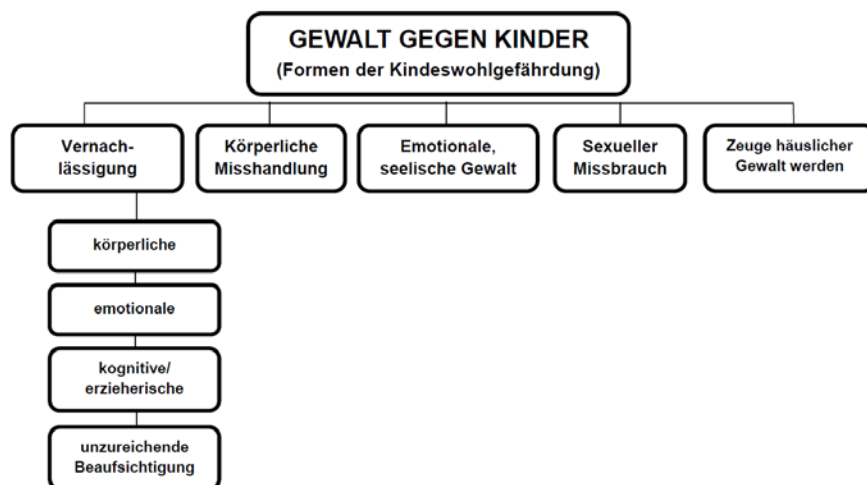 GEWALT GEGEN KINDER
(Formen der Kindeswohlgefährdung)
Vernach-
lässigung
Körperliche
Misshandlung
Emotionale,
seelische Gewalt
Sexueller
Missbrauch
Zeuge häuslicher
Gewalt werden
körperliche
emotionale
kognitive/
erzieherische
unzureichende
Beaufsichtigung